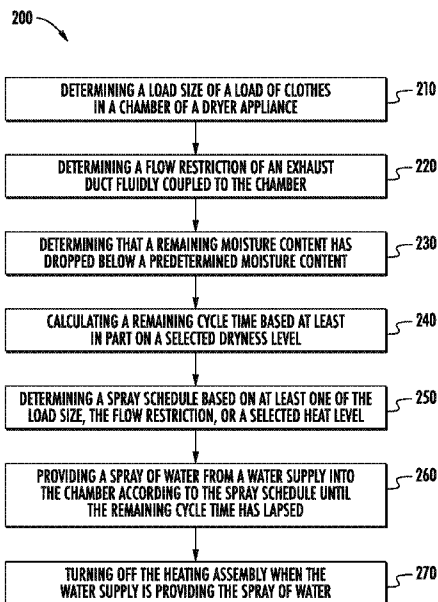 200
DETERMINING A LOAD SIZE OF A LOAD OF CLOTHES
IN A CHAMBER OF A DRYER APPLIANCE
210
DETERMINING A FLOW RESTRICTION OF AN EXHAUST
DUCT FLUIDLY COUPLED TO THE CHAMBER
220
DETERMINING THAT A REMAINING MOISTURE CONTENT HAS
DROPPED BELOW A PREDETERMINED MOISTURE CONTENT
230
CALCULATING A REMAINING CYCLE TIME BASED AT LEAST
IN PART ON A SELECTED DRYNESS LEVEL
240
DETERMINING A SPRAY SCHEDULE BASED ON AT LEAST ONE OF THE
LOAD SIZE, THE FLOW RESTRICTION, OR A SELECTED HEAT LEVEL
250
PROVIDING A SPRAY OF WATER FROM A WATER SUPPLY INTO
THE CHAMBER ACCORDING TO THE SPRAY SCHEDULE UNTIL
THE REMAINING CYCLE TIME HAS LAPSED
260
TURNING OFF THE HEATING ASSEMBLY WHEN THE
WATER SUPPLY IS PROVIDING THE SPRAY OF WATER
270